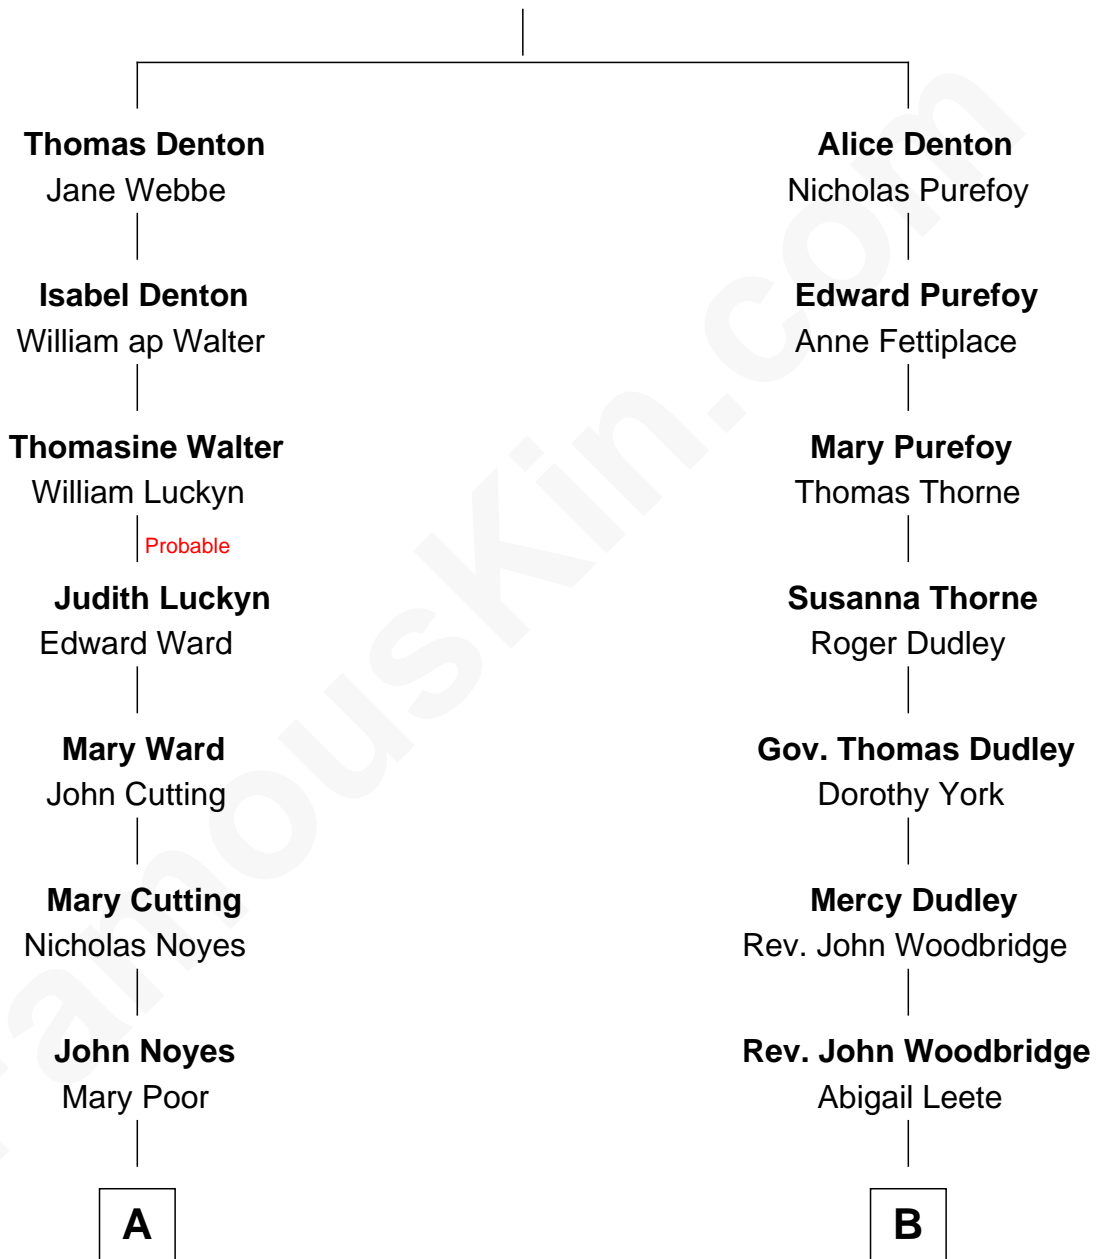 Thomas Denton
Jane Webbe
Alice Denton
Nicholas Purefoy
Isabel Denton
William ap Walter
Edward Purefoy
Anne Fettiplace
Thomasine Walter
William Luckyn
Mary Purefoy
Thomas Thorne
Probable
Judith Luckyn
Edward Ward
Susanna Thorne
Roger Dudley
Mary Ward
John Cutting
Gov. Thomas Dudley
Dorothy York
Mary Cutting
Nicholas Noyes
Mercy Dudley
Rev. John Woodbridge
John Noyes
Mary Poor
Rev. John Woodbridge
Abigail Leete
A
B
FamousKin.com